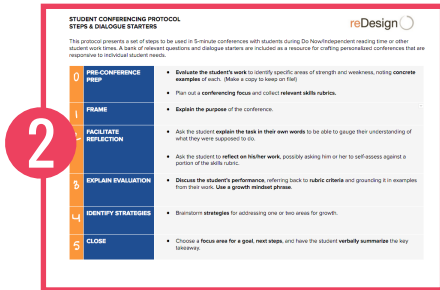 STUDENT CONFERENCING PROTOCOL
STEPS & DIALOGUE STARTERS
reDesign
This protocol presents a set of steps to be used in 5-minute conferences with students during Do Now/Independent reading time or other
student work times. A bank of relevant questions and dialogue starters are included as a resource for crafting personalized conferences that are
responsive to individual student needs.
0
PRE-CONFERENCE
PREP
• Evaluate the student's work to identify specific areas of strength and weakness, noting concrete
examples of each. (Make a copy to keep on file!)
• Plan out a conferencing focus and collect relevant skills rubrics.
1
FRAME
• Explain the purpose of the conference.
2
FACILITATE
REFLECTION
• Ask the student explain the task in their own words to be able to gauge their understanding of
what they were supposed to do.
• Ask the student to reflect on his/her work, possibly asking him or her to self-assess against a
portion of the skills rubric.
3
EXPLAIN EVALUATION
• Discuss the student's performance, referring back to rubric criteria and grounding it in examples
from their work. Use a growth mindset phrase.
4
IDENTIFY STRATEGIES
• Brainstorm strategies for addressing one or two areas for growth.
5
CLOSE
• Choose a focus area for a goal, next steps, and have the student verbally summarize the key
takeaway.